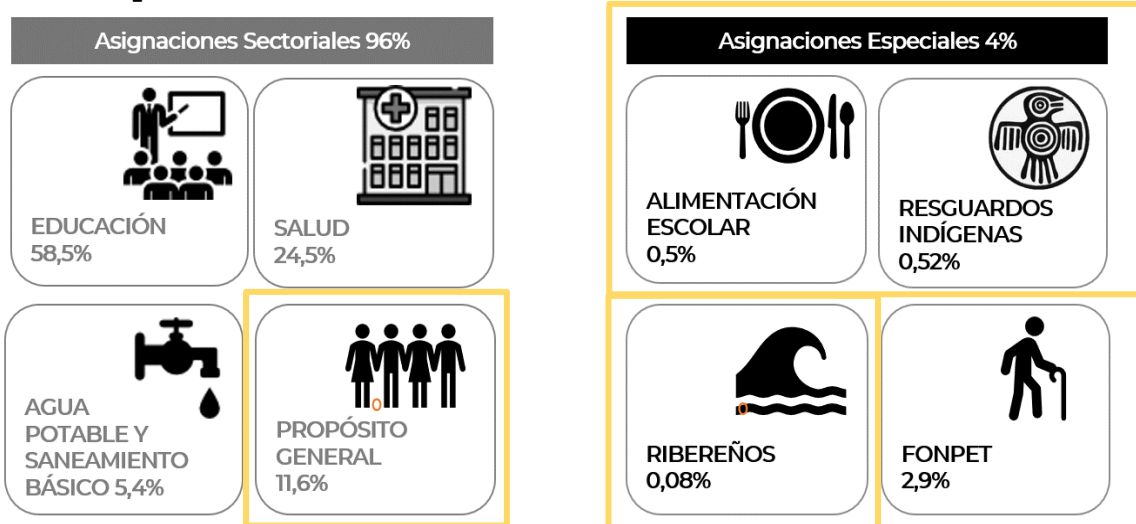 Asignaciones Sectoriales 96%
EDUCACIÓN
58,5%
SALUD
24,5%
AGUA
POTABLE Y
SANEAMIENTO
BÁSICO 5,4%
0
PROPÓSITO
GENERAL
11,6%
Asignaciones Especiales 4%
ALIMENTACIÓN
ESCOLAR
0,5%
RESGUARDOS
INDÍGENAS
0,52%
0
RIBEREÑOS
0,08%
FONPET
2,9%